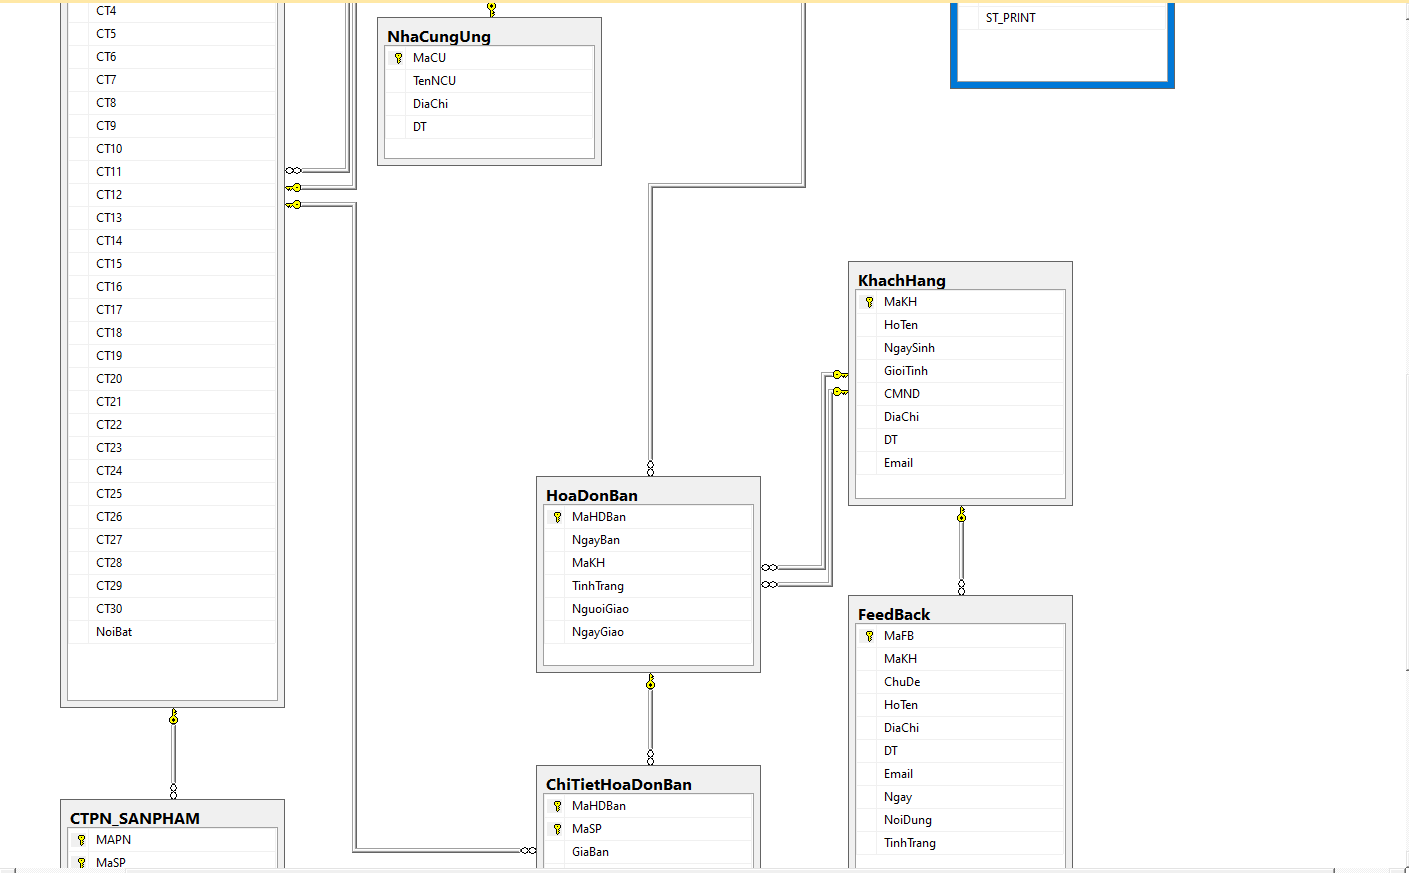 CT4
CT5
CT6
CT7
CT8
CT9
CT10
CT11
CT12
CT13
CT14
CT15
CT16
CT17
CT18
CT19
CT20
CT21
CT22
CT23
CT24
CT25
CT26
CT27
CT28
CT29
CT30
NoiBat
NhaCungUng
MaCU
TenNCU
DiaChi
DT
ST_PRINT
KhachHang
MaKH
HoTen
NgaySinh
GioiTinh
CMND
DiaChi
DT
Email
HoaDonBan
MaHDBan
NgayBan
MaKH
TinhTrang
NguoiGiao
NgayGiao
FeedBack
MaFB
MaKH
ChuDe
HoTen
DiaChi
DT
Email
Ngay
NoiDung
TinhTrang
ChiTietHoaDonBan
MaHDBan
MaSP
GiaBan
CTPN_SANPHAM
MAPN
MaSP